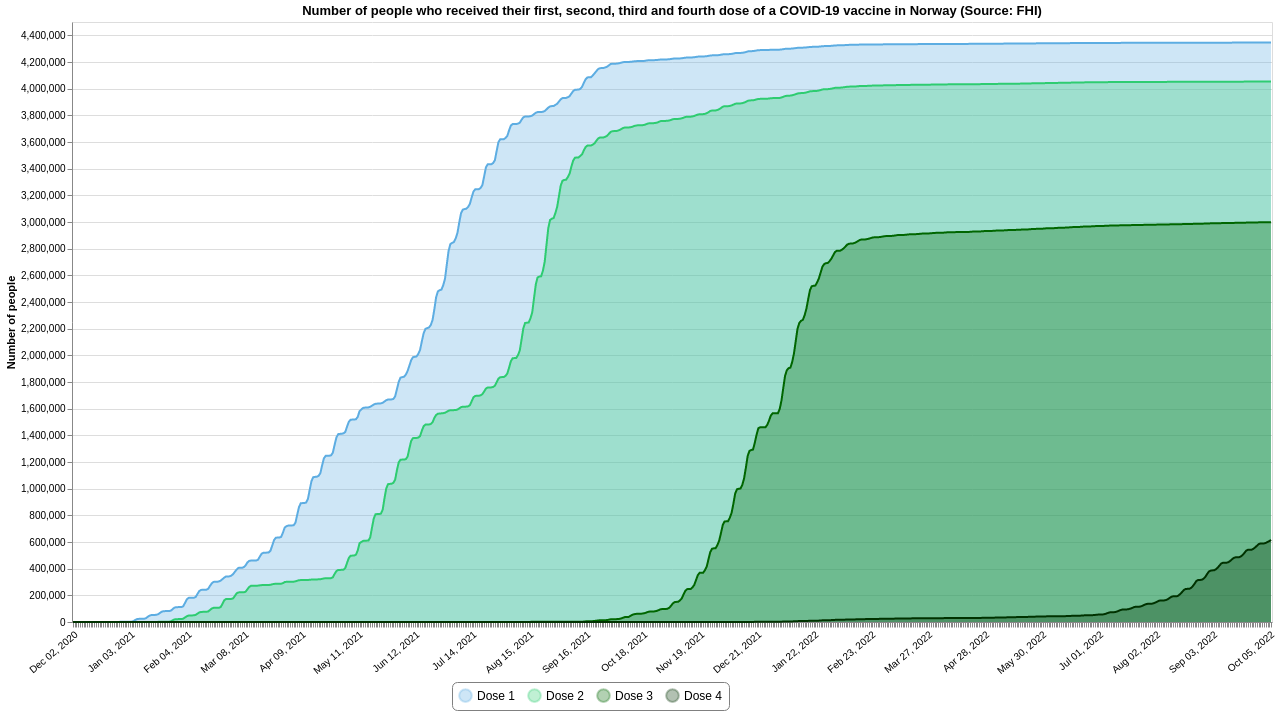 Number of people who received their first, second, third and fourth dose of a COVID-19 vaccine in Norway (Source: FHI)
Number of people
4,400,000
4,200,000
4,000,000
3,800,000
3,600,000
3,400,000
3,200,000
3,000,000
2,800,000
2,600,000
2,400,000
2,200,000
2,000,000
1,800,000
1,600,000
1,400,000
1,200,000
1,000,000
800,000
600,000
400,000
200,000
0
Dec 02, 2020
Jan 03, 2021
Feb 04, 2021
Mar 08, 2021
Apr 09, 2021
May 11, 2021
Jun 12, 2021
Jul 14, 2021
Aug 15, 2021
Sep 16, 2021
Oct 18, 2021
Nov 19, 2021
Dec 21, 2021
Jan 22, 2022
Feb 23, 2022
Mar 27, 2022
Apr 28, 2022
May 30, 2022
Jul 01, 2022
Aug 02, 2022
Sep 03, 2022
Oct 05, 2022
Dose 1 Dose 2 Dose 3 Dose 4